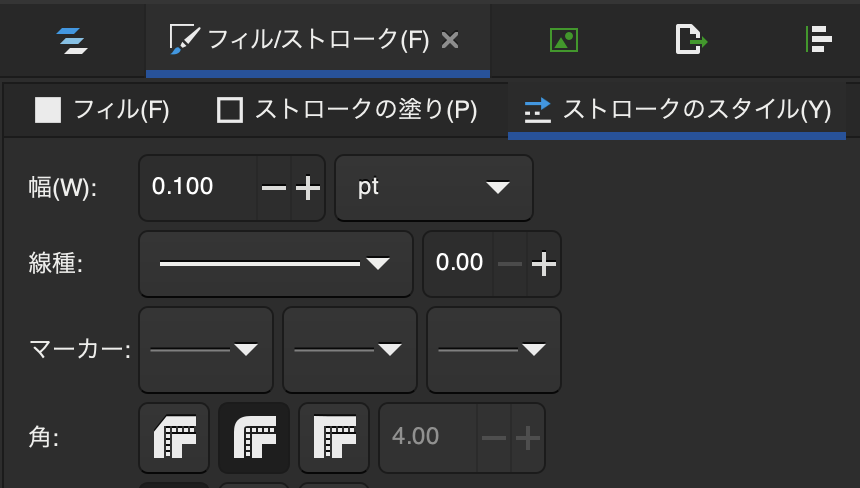 フィル/ストローク(F)
フィル(F) ストロークの塗り(P) ストロークのスタイル(Y)
幅(W): 0.100 pt
線種: 0.00
マーカー:
角: 4.00